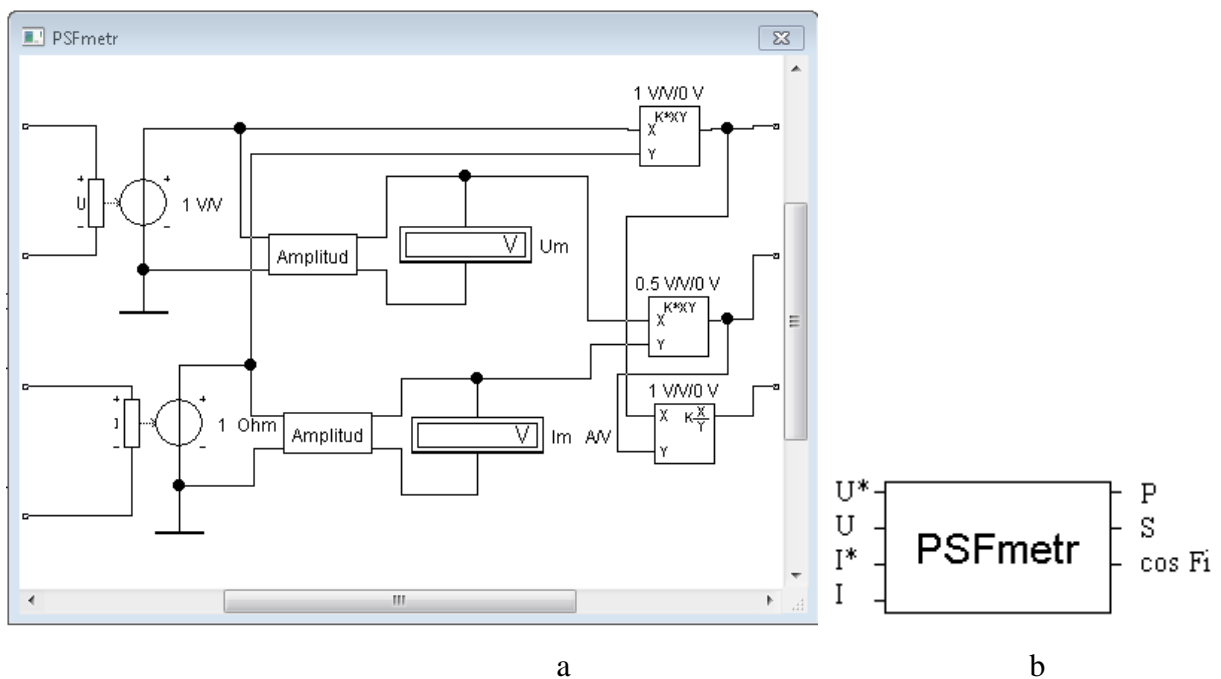 PSFmetr
1 V/V/0 V
K*XY
X
Y
+
U
-
+
-
1 V/V
Amplitud
V
Um
0.5 V/V/0 V
K*XY
X
Y
1 V/V/0 V
X
K X/Y
Y
+
I
-
+
-
1 Ohm
Amplitud
V
Im A/V
U*
U
I*
I
PSFmetr
P
S
cos Fi
a
b